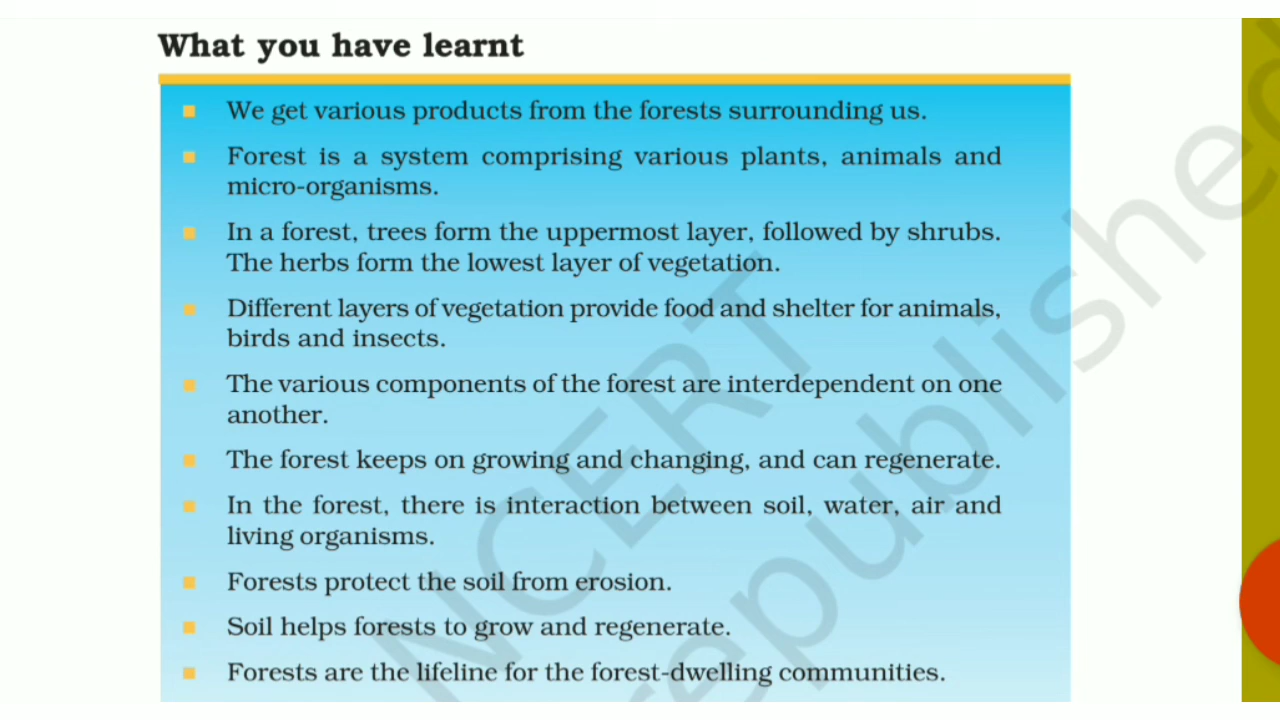 What you have learnt
We get various products from the forests surrounding us.
Forest is a system comprising various plants, animals and
micro-organisms.
In a forest, trees form the uppermost layer, followed by shrubs.
The herbs form the lowest layer of vegetation.
Different layers of vegetation provide food and shelter for animals,
birds and insects.
The various components of the forest are interdependent on one
another.
The forest keeps on growing and changing, and can regenerate.
In the forest, there is interaction between soil, water, air and
living organisms.
Forests protect the soil from erosion.
Soil helps forests to grow and regenerate.
Forests are the lifeline for the forest-dwelling communities.
NCERT
republished